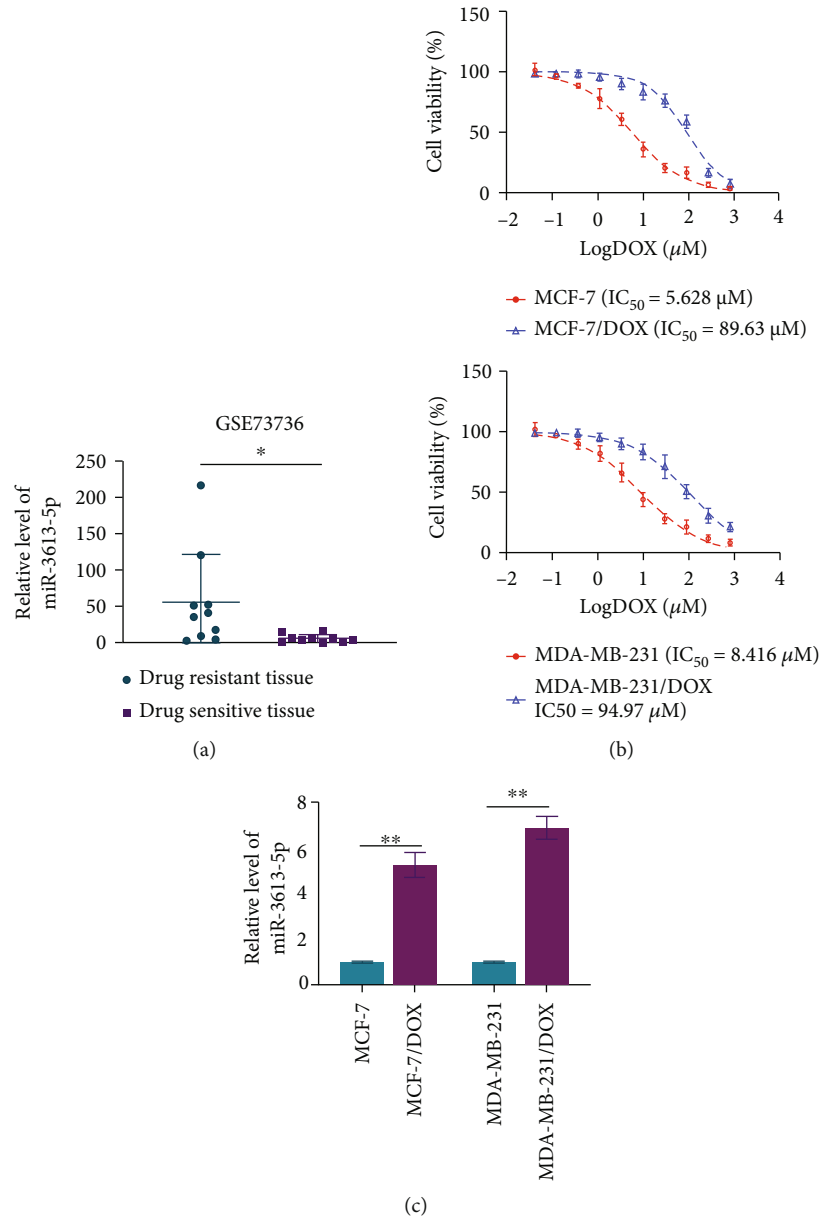 GSE73736
*
Relative level of
miR-3613-5p
250
200
150
100
50
0
Drug resistant tissue
Drug sensitive tissue
(a)
Cell viability (%)
150
100
50
0
−2 −1 0 1 2 3 4
LogDOX (μM)
MCF-7 (IC50 = 5.628 μM)
MCF-7/DOX (IC50 = 89.63 μM)
Cell viability (%)
150
100
50
0
−2 −1 0 1 2 3 4
LogDOX (μM)
MDA-MB-231 (IC50 = 8.416 μM)
MDA-MB-231/DOX
IC50 = 94.97 μM)
(b)
Relative level of
miR-3613-5p
8
6
4
2
0
**
**
MCF-7
MCF-7/DOX
MDA-MB-231
MDA-MB-231/DOX
(c)